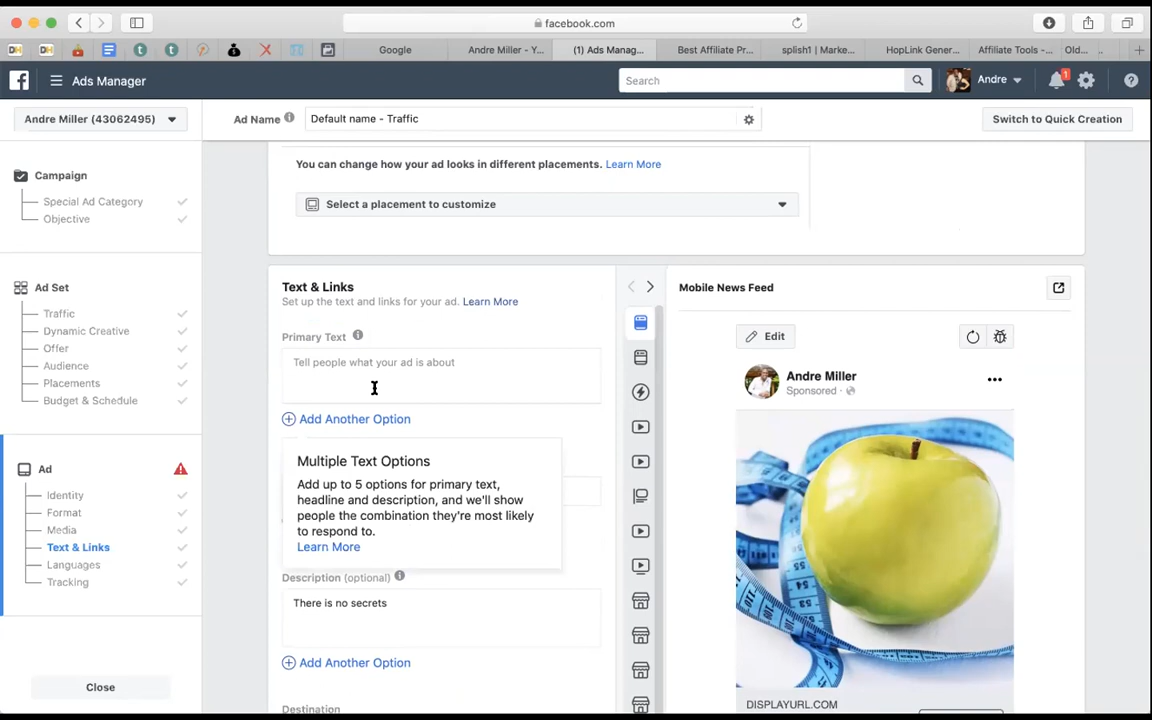 facebook.com
Google
Andre Miller - Y...
(1) Ads Manag...
Best Affiliate Pr...
splish1 | Marke...
HopLink Gener...
Affiliate Tools -...
Old...
Ads Manager
Search
Andre
1
Andre Miller (43062495)
Ad Name
Default name - Traffic
Switch to Quick Creation
You can change how your ad looks in different placements. Learn More
Campaign
Special Ad Category
Objective
Select a placement to customize
Ad Set
Traffic
Dynamic Creative
Offer
Audience
Placements
Budget & Schedule
Text & Links
Set up the text and links for your ad. Learn More
Primary Text
Tell people what your ad is about
Add Another Option
Multiple Text Options
Add up to 5 options for primary text,
headline and description, and we'll show
people the combination they're most likely
to respond to.
Learn More
Description (optional)
There is no secrets
Add Another Option
Destination
Mobile News Feed
Edit
Andre Miller
Sponsored
DISPLAYURL.COM
Ad
Identity
Format
Media
Text & Links
Languages
Tracking
Close